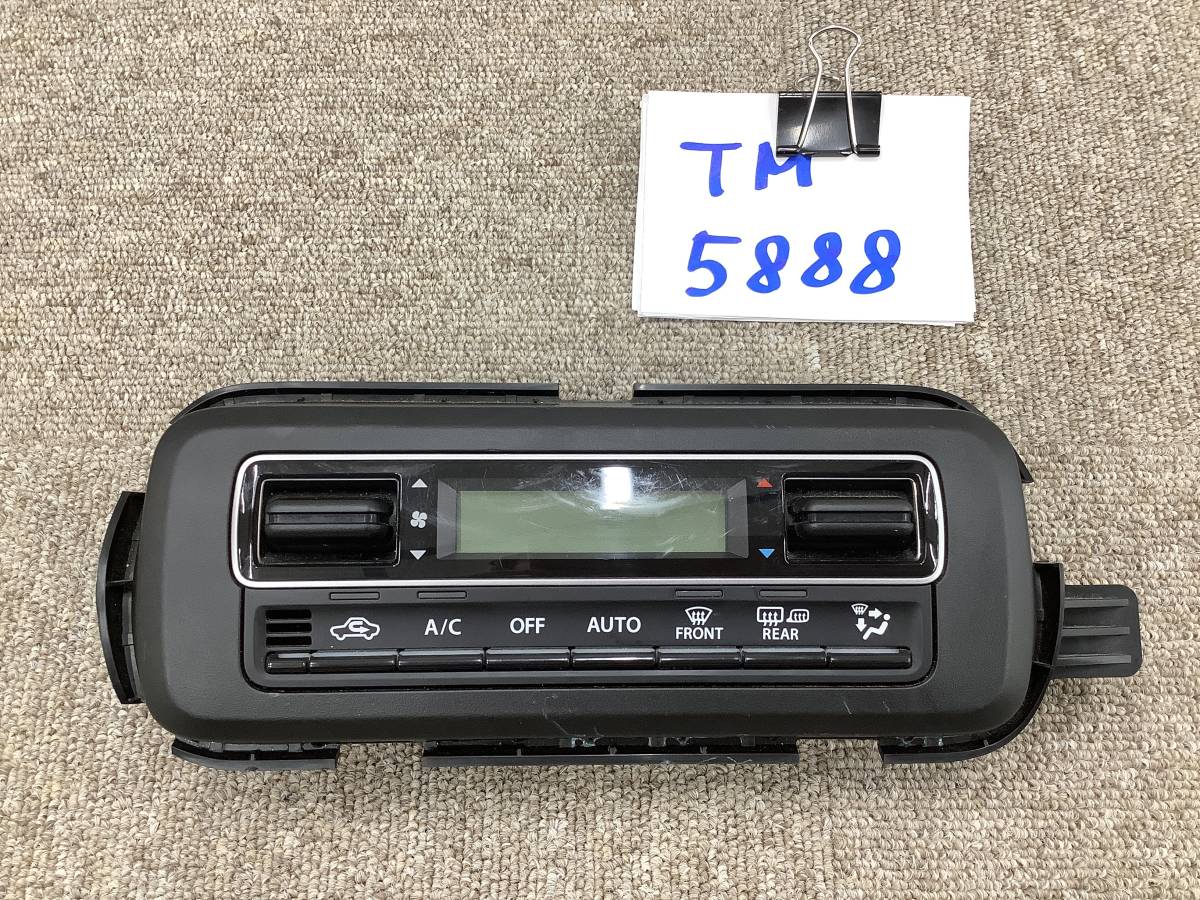 TM
5888
A/C OFF AUTO FRONT REAR